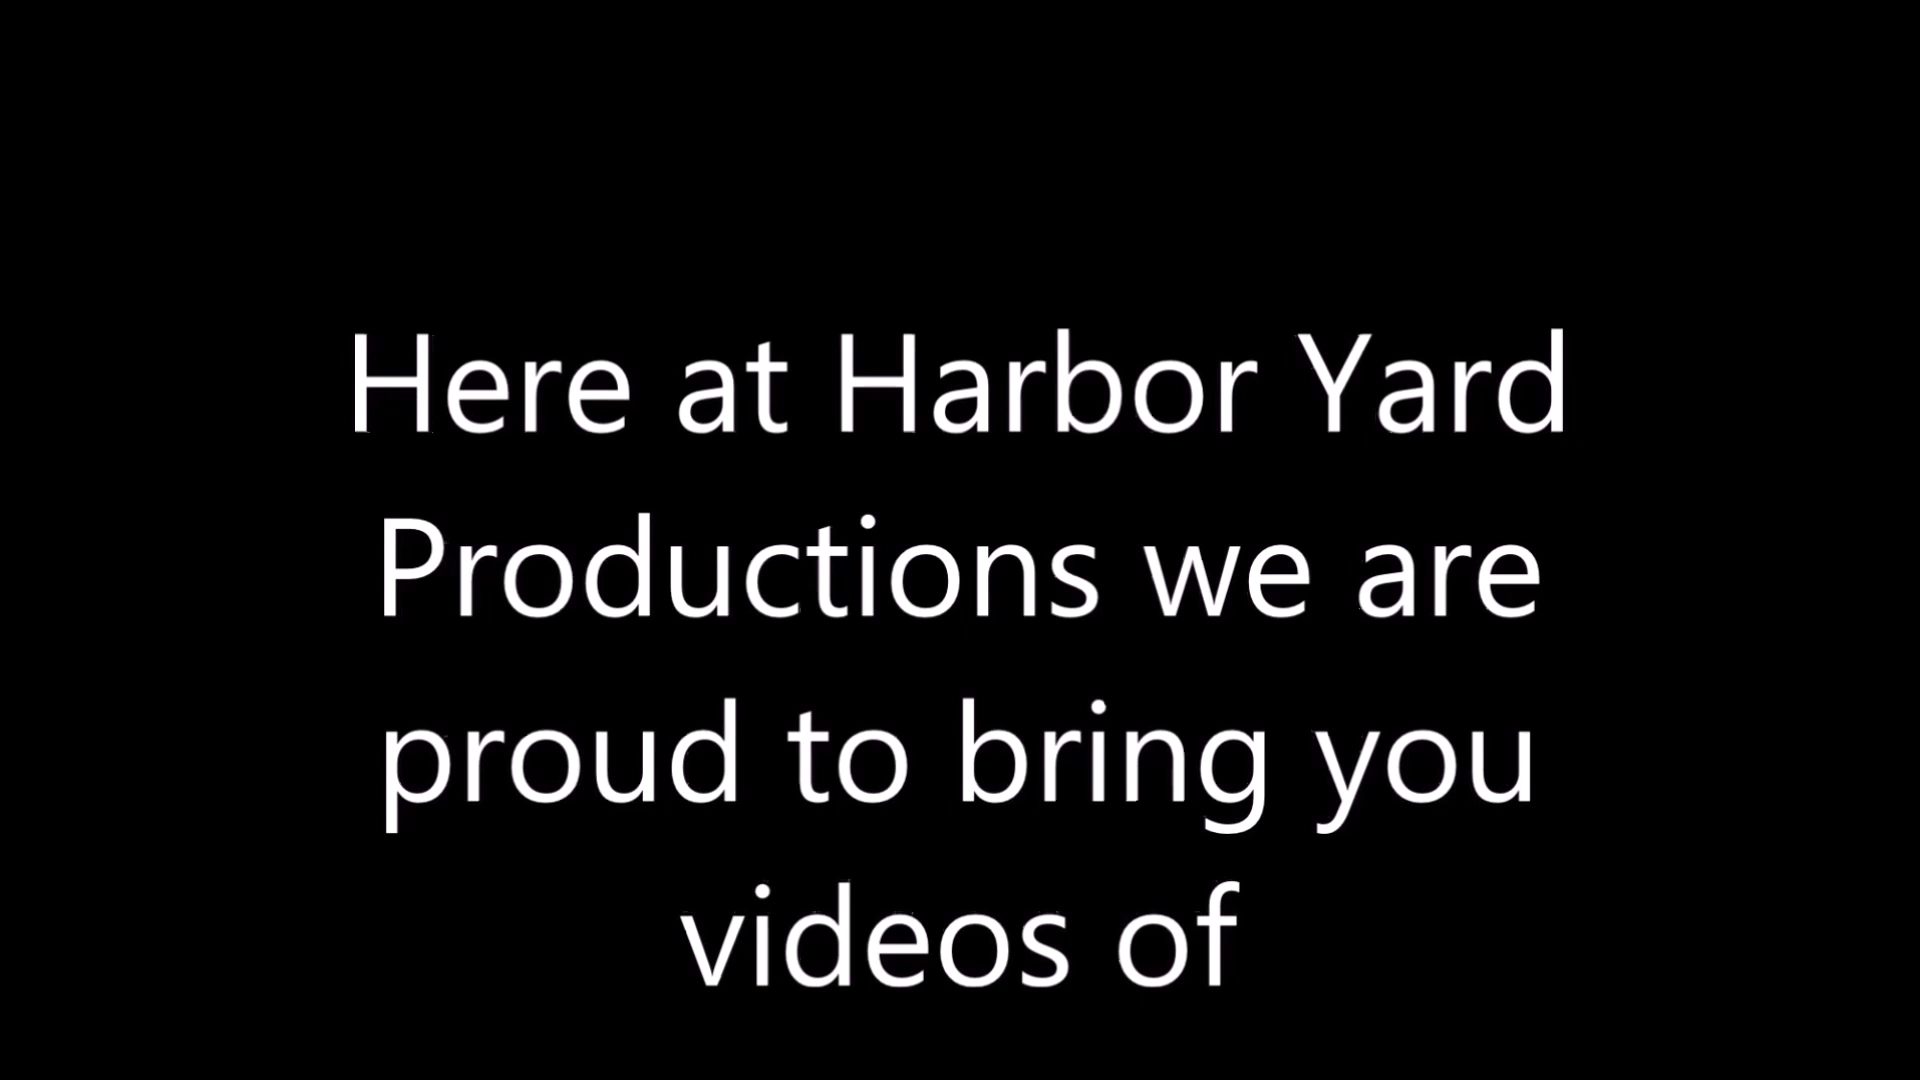 Here at Harbor Yard
Productions we are
proud to bring you
videos of